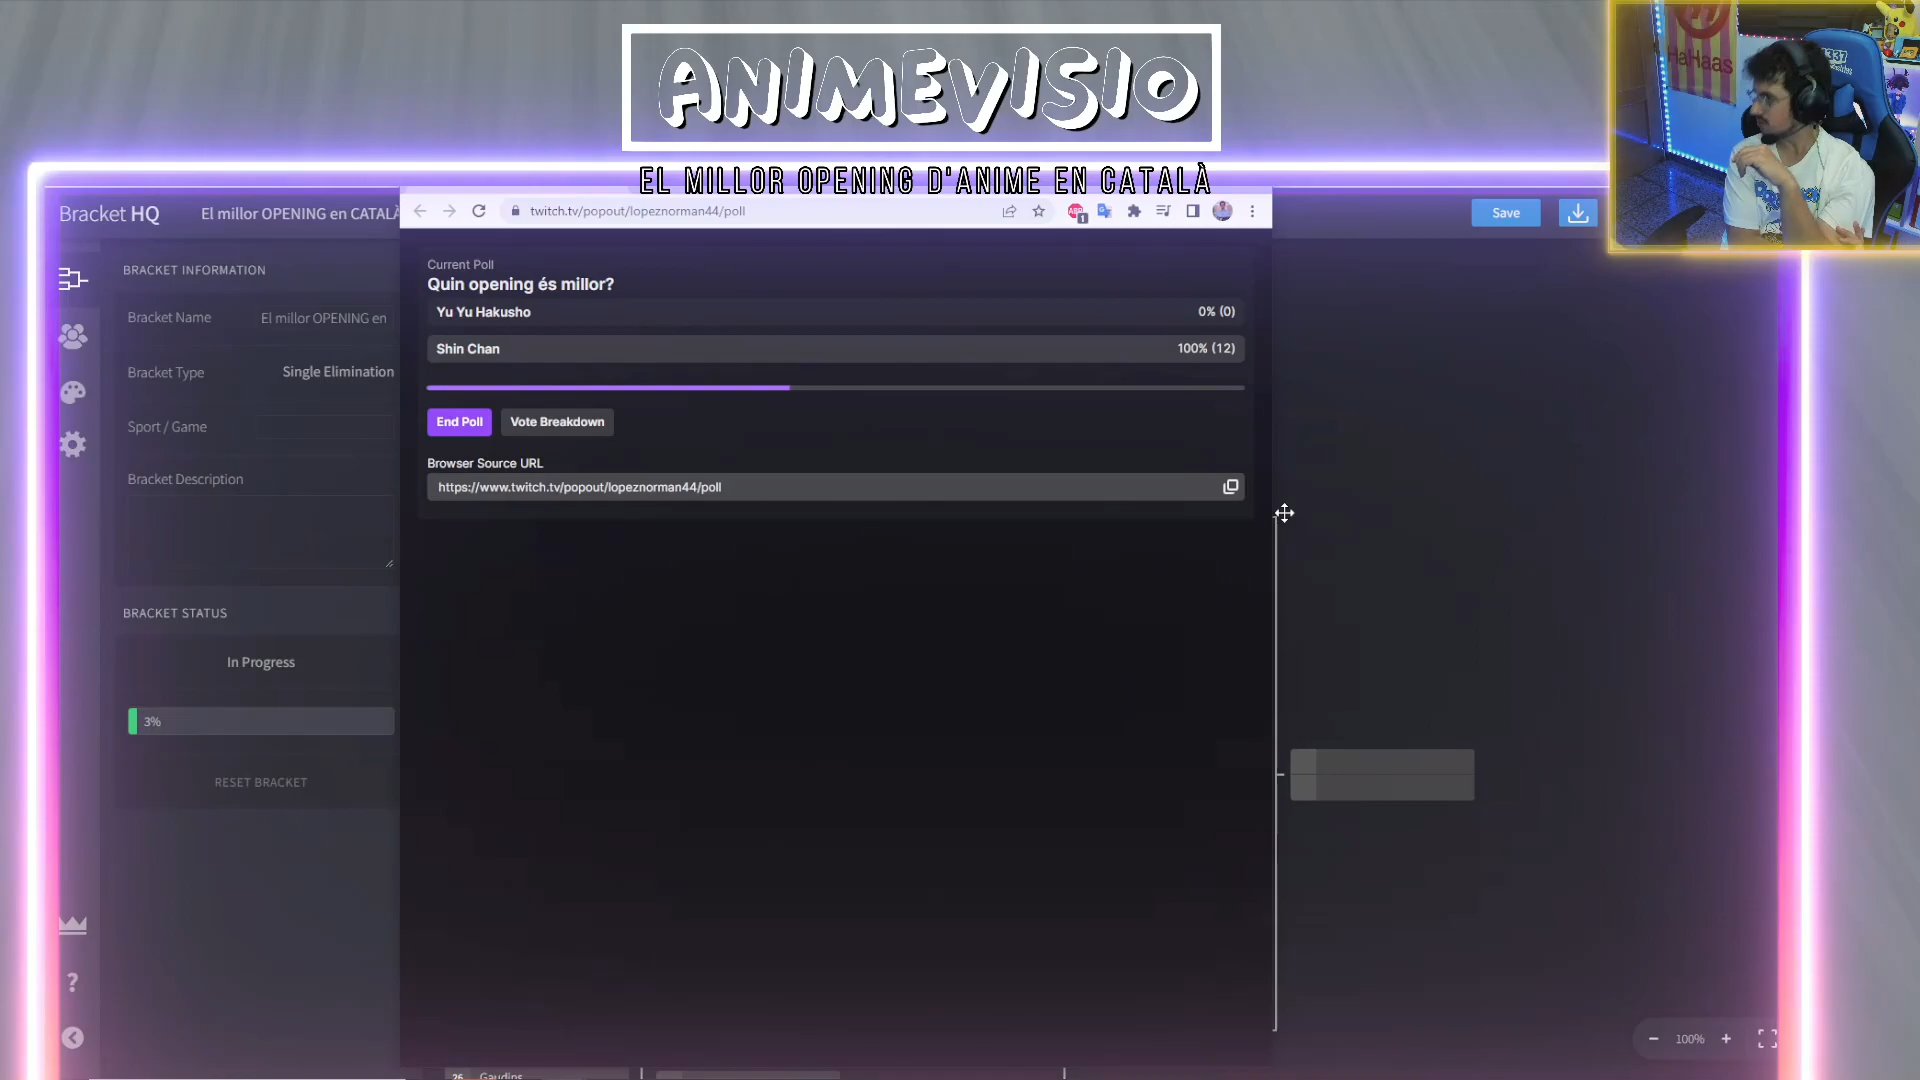 ANIMEVISIO
EL MILLOR OPENING D'ANIME EN CATALÀ
HaHaas
Bracket HQ
El millor OPENING en CATALÀ
twitch.tv/popout/lopeznorman44/poll
Save
BRACKET INFORMATION
Bracket Name
El millor OPENING en
Bracket Type
Single Elimination
Sport / Game
Bracket Description
BRACKET STATUS
In Progress
3%
RESET BRACKET
Current Poll
Quin opening és millor?
Yu Yu Hakusho 0% (0)
Shin Chan 100% (12)
End Poll
Vote Breakdown
Browser Source URL
https://www.twitch.tv/popout/lopeznorman44/poll
26 Gaudins
100%